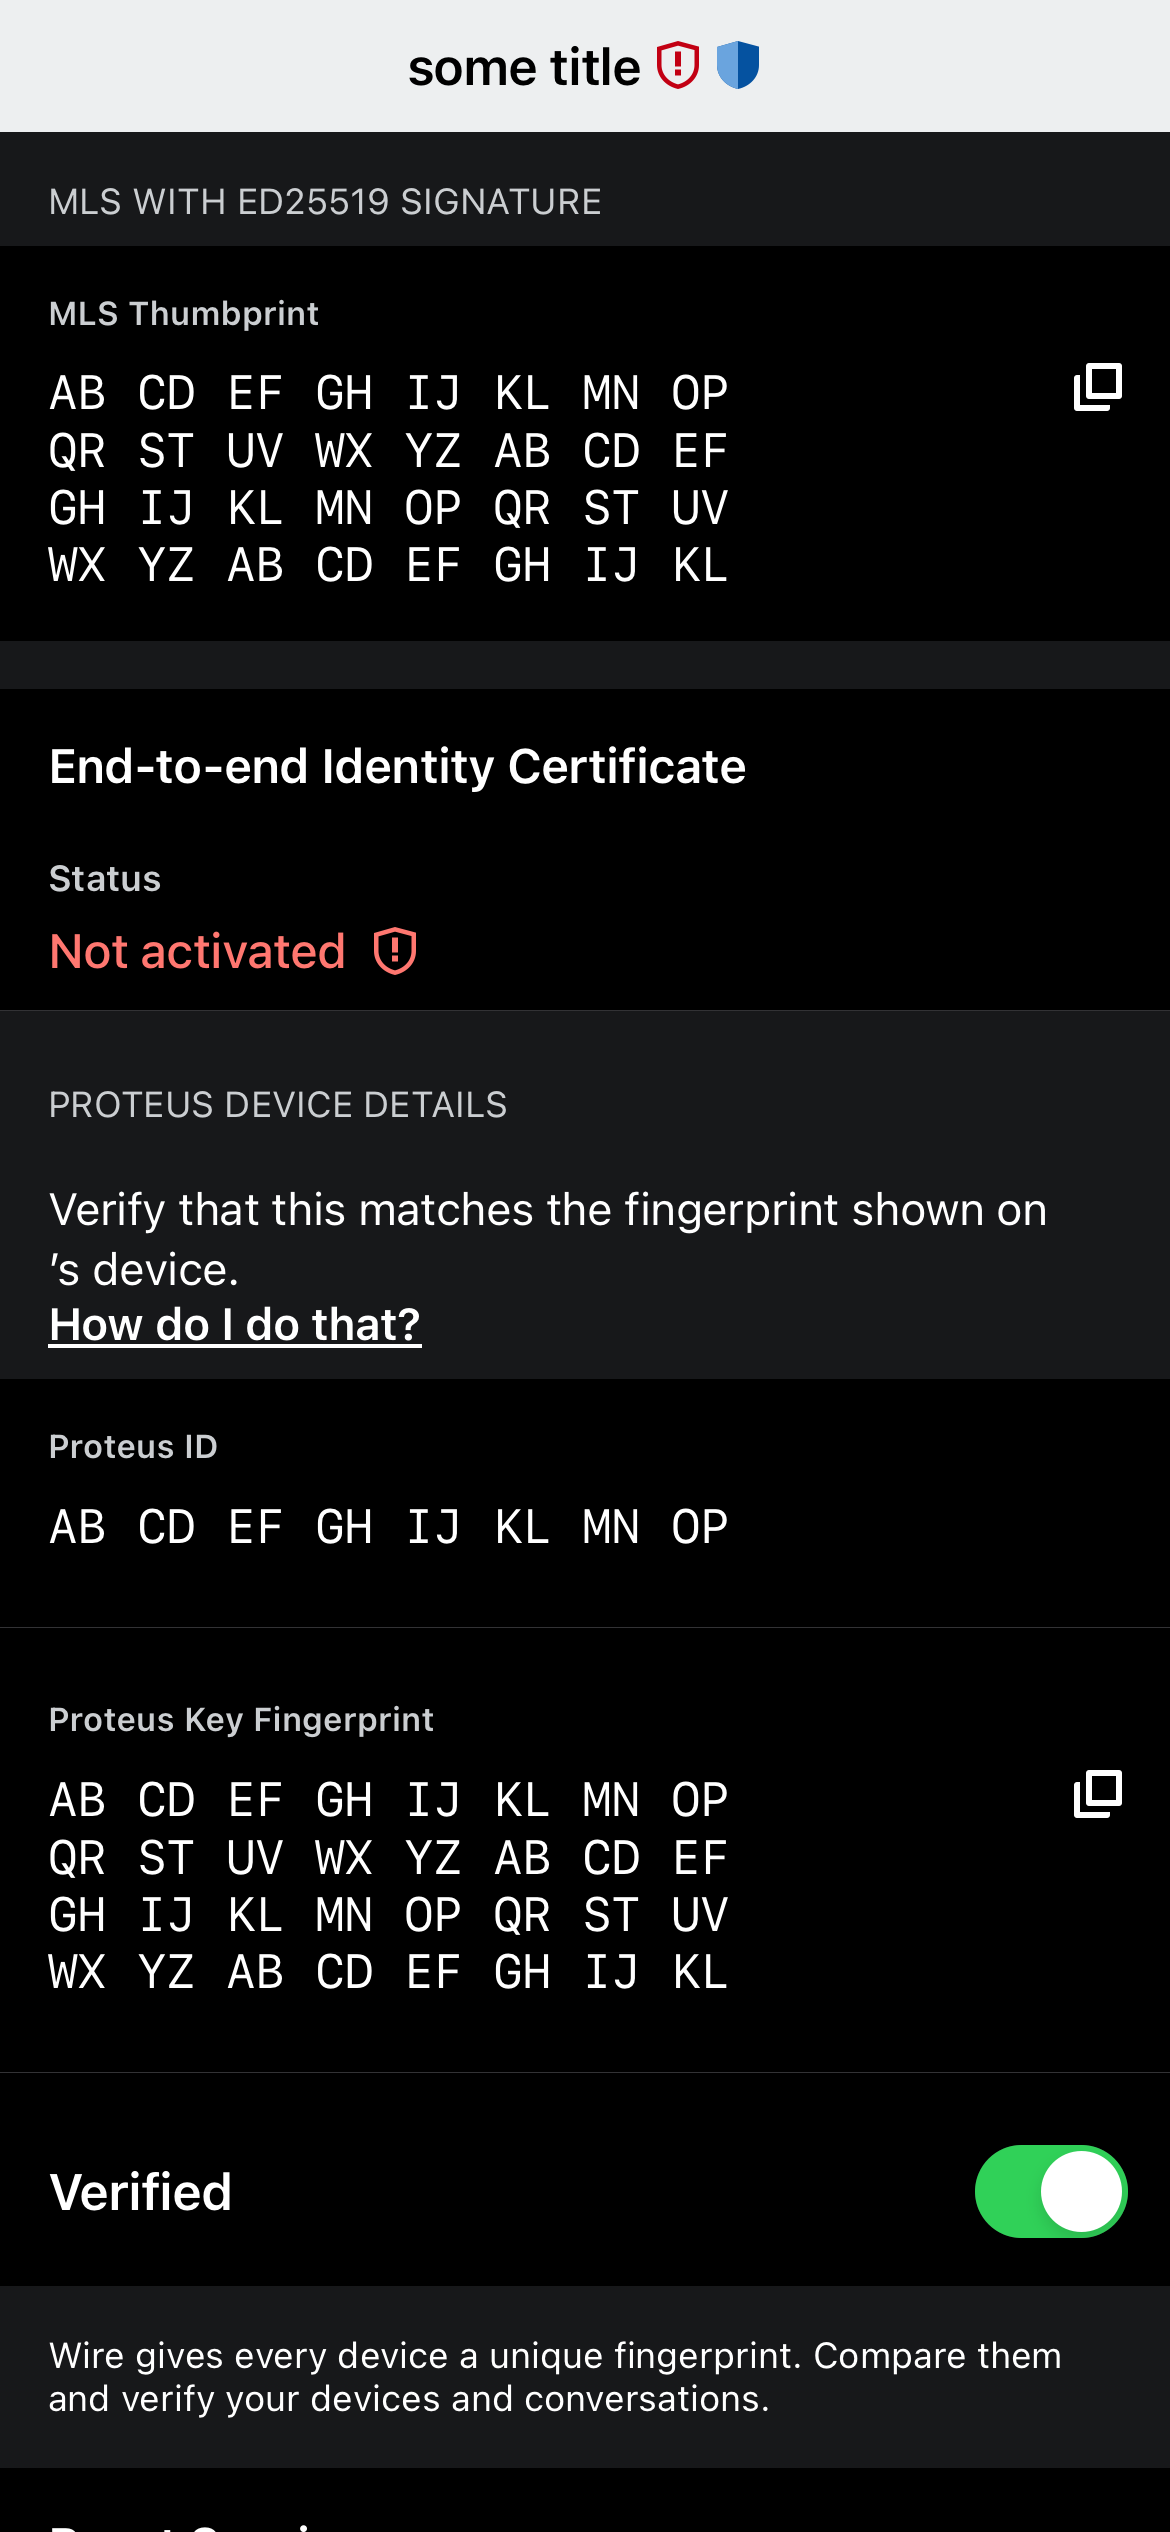 some title
MLS WITH ED25519 SIGNATURE
MLS Thumbprint
AB CD EF GH IJ KL MN OP
QR ST UV WX YZ AB CD EF
GH IJ KL MN OP QR ST UV
WX YZ AB CD EF GH IJ KL
End-to-end Identity Certificate
Status
Not activated
PROTEUS DEVICE DETAILS
Verify that this matches the fingerprint shown on
’s device.
How do I do that?
Proteus ID
AB CD EF GH IJ KL MN OP
Proteus Key Fingerprint
AB CD EF GH IJ KL MN OP
QR ST UV WX YZ AB CD EF
GH IJ KL MN OP QR ST UV
WX YZ AB CD EF GH IJ KL
Verified
Wire gives every device a unique fingerprint. Compare them
and verify your devices and conversations.